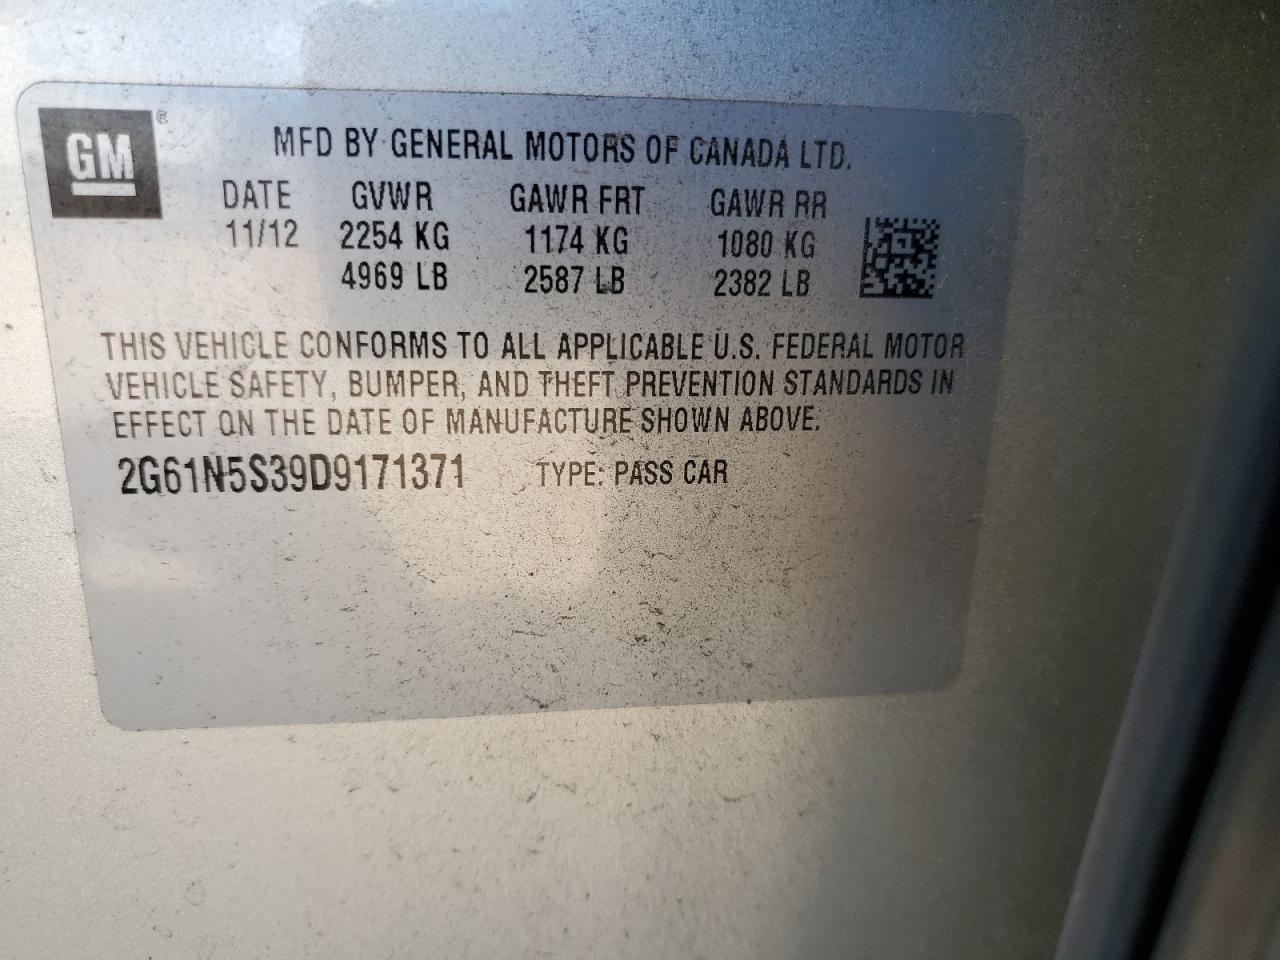 GM®
MFD BY GENERAL MOTORS OF CANADA LTD.
DATE GVWR GAWR FRT GAWR RR
11/12 2254 KG 1174 KG 1080 KG
4969 LB 2587 LB 2382 LB
THIS VEHICLE CONFORMS TO ALL APPLICABLE U.S. FEDERAL MOTOR
VEHICLE SAFETY, BUMPER, AND THEFT PREVENTION STANDARDS IN
EFFECT ON THE DATE OF MANUFACTURE SHOWN ABOVE.
2G61N5S39D9171371 TYPE: PASS CAR